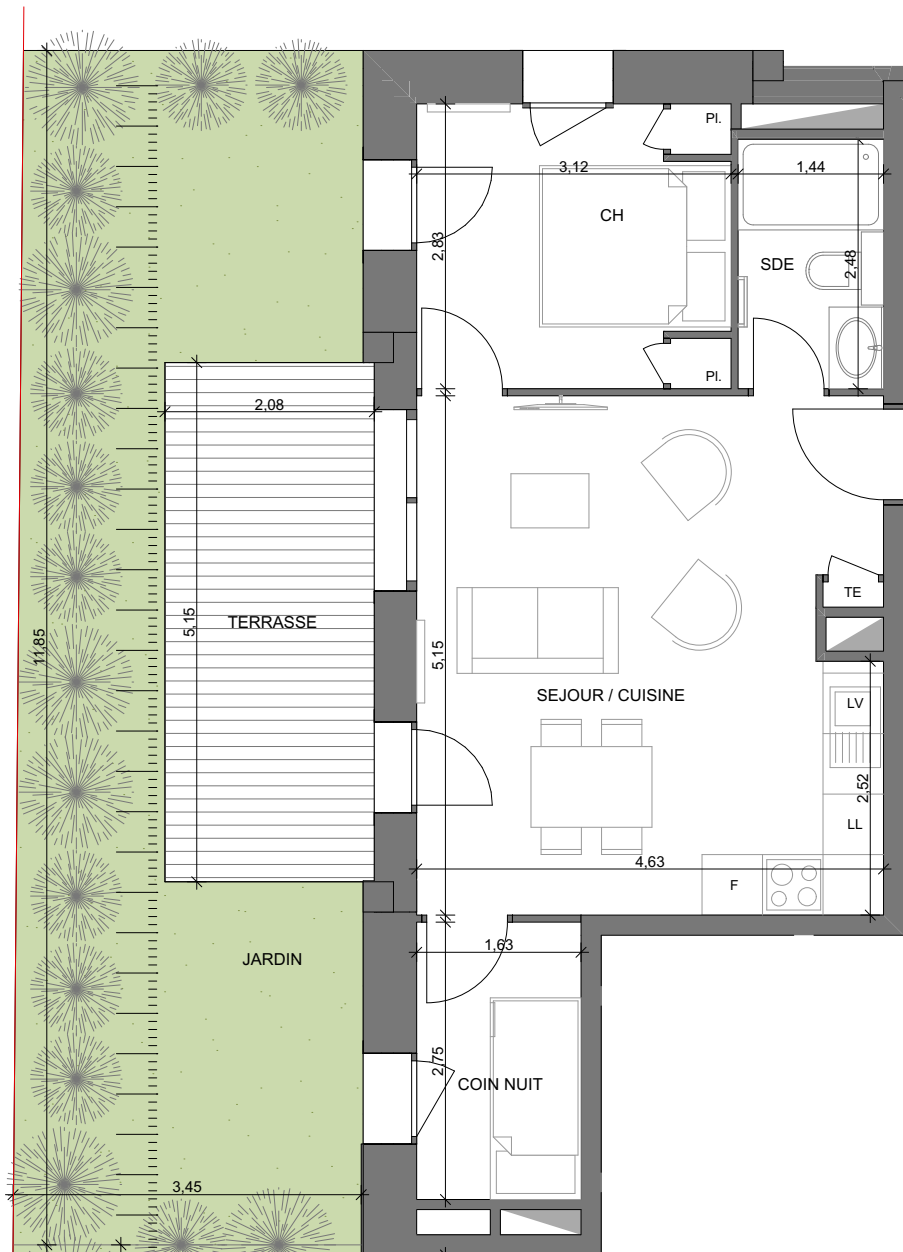 Pl.
3,12
1,44
CH
2,83
SDE
2,48
Pl.
2,08
TE
5,15
TERRASSE
11,85
5,15
SEJOUR / CUISINE
LV
2,52
LL
4,63
F
1,63
JARDIN
2,75
COIN NUIT
3,45